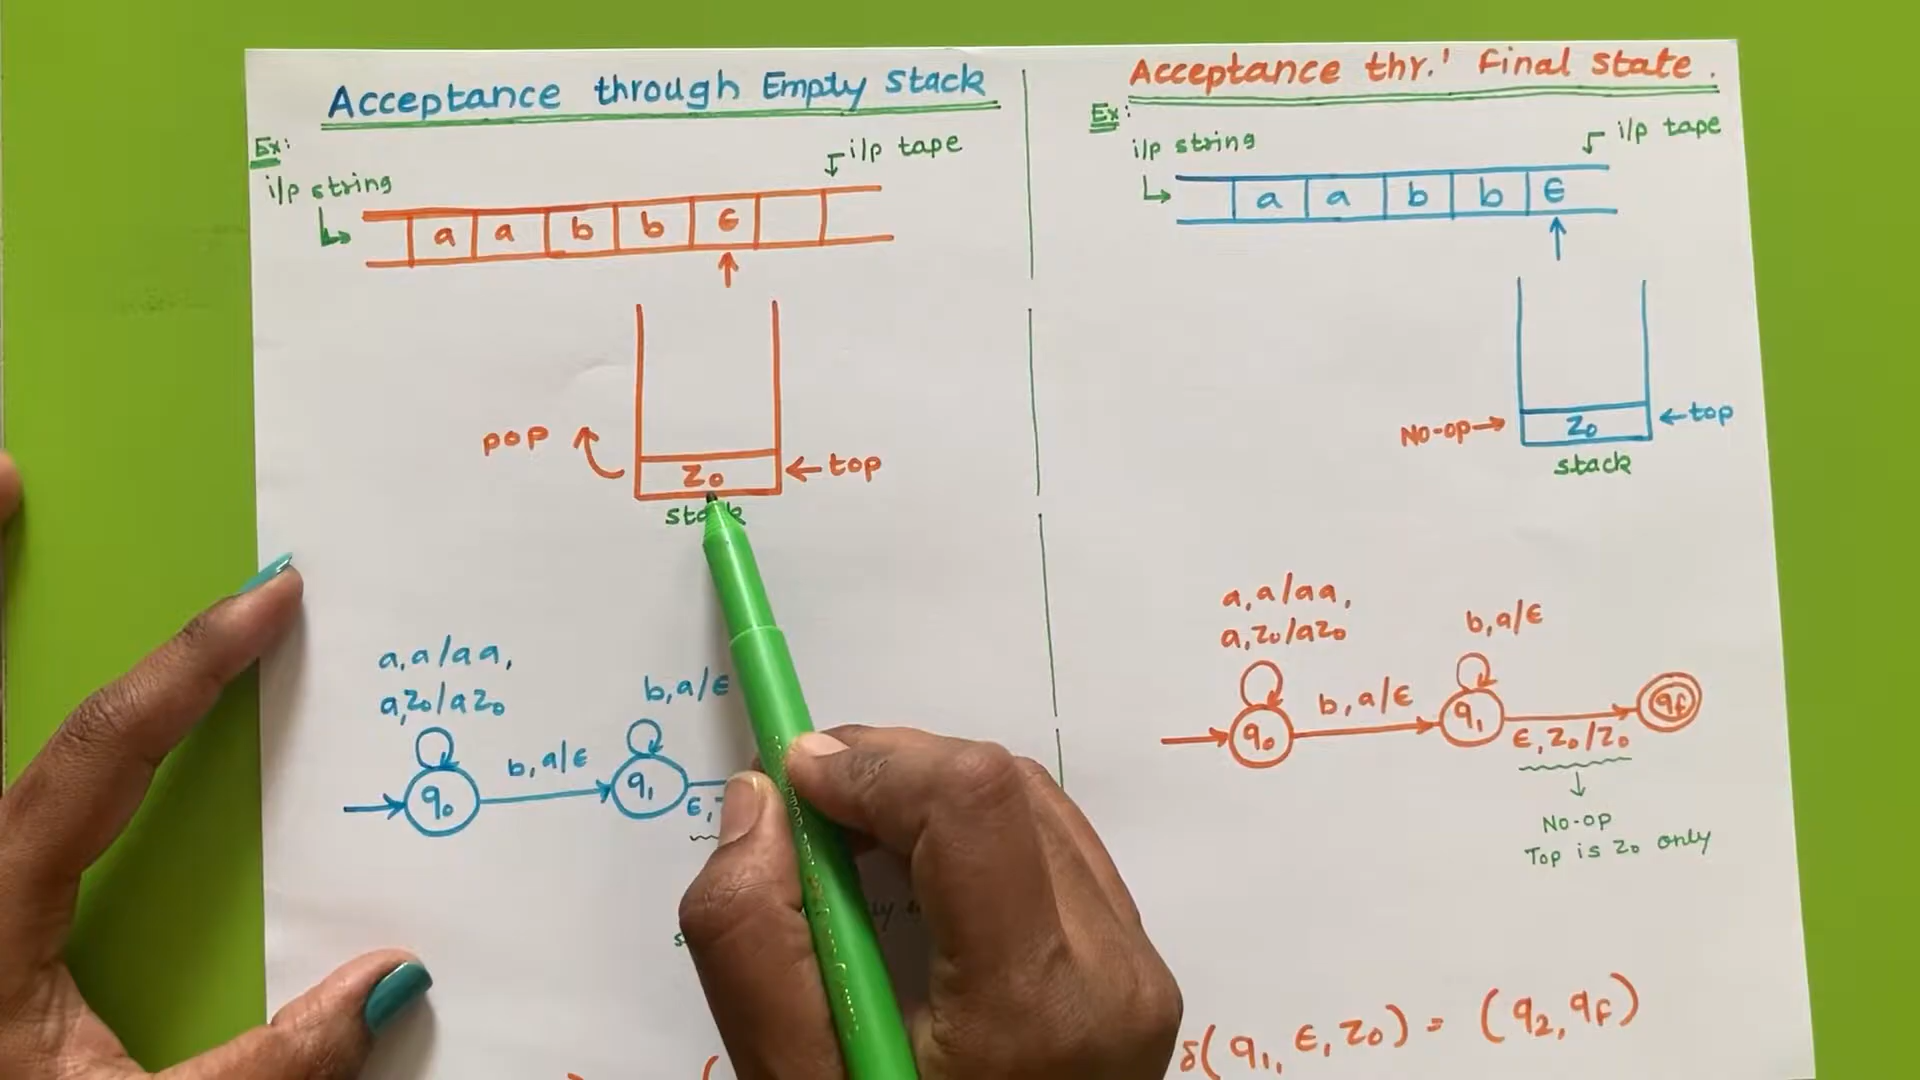 Acceptance through Empty Stack
Ex:
i/p string
i/p tape
a a b b ϵ
pop
Z₀
←top
a,a/aa,
a,Z₀/aZ₀
b,a/ϵ
b,a/ϵ
q₀
q₁
ϵ,
Acceptance thr.' Final State.
Ex:
i/p string
i/p tape
a a b b ϵ
No-op→
Z₀
←top
stack
a,a/aa,
a,Z₀/aZ₀
b,a/ϵ
b,a/ϵ
q₀
q₁
qf
ϵ,Z₀/Z₀
No-op
Top is Z₀ only
δ(q₁, ϵ, Z₀) = (q₂, qf)